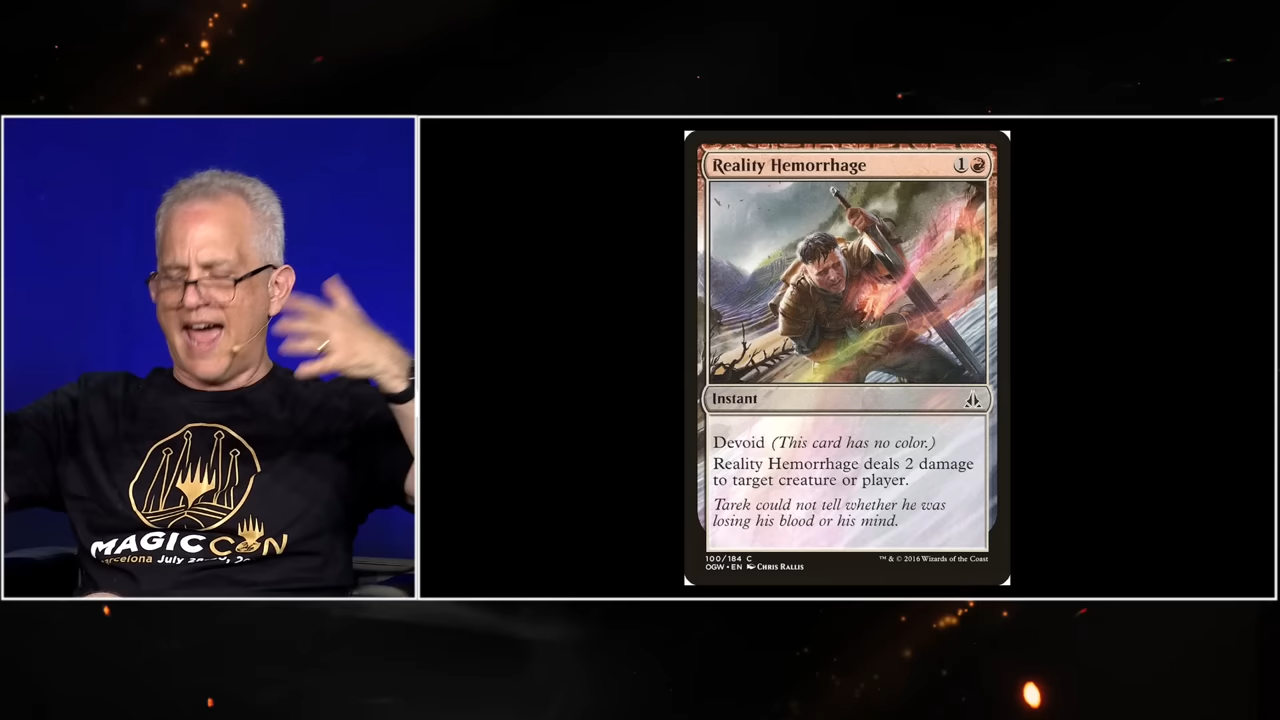 MAGIC CON
Barcelona July
Reality Hemorrhage 1
Instant
Devoid (This card has no color.)
Reality Hemorrhage deals 2 damage
to target creature or player.
Tarek could not tell whether he was
losing his blood or his mind.
100/184 C
OGW • EN Chris Rallis
™ & © 2016 Wizards of the Coast